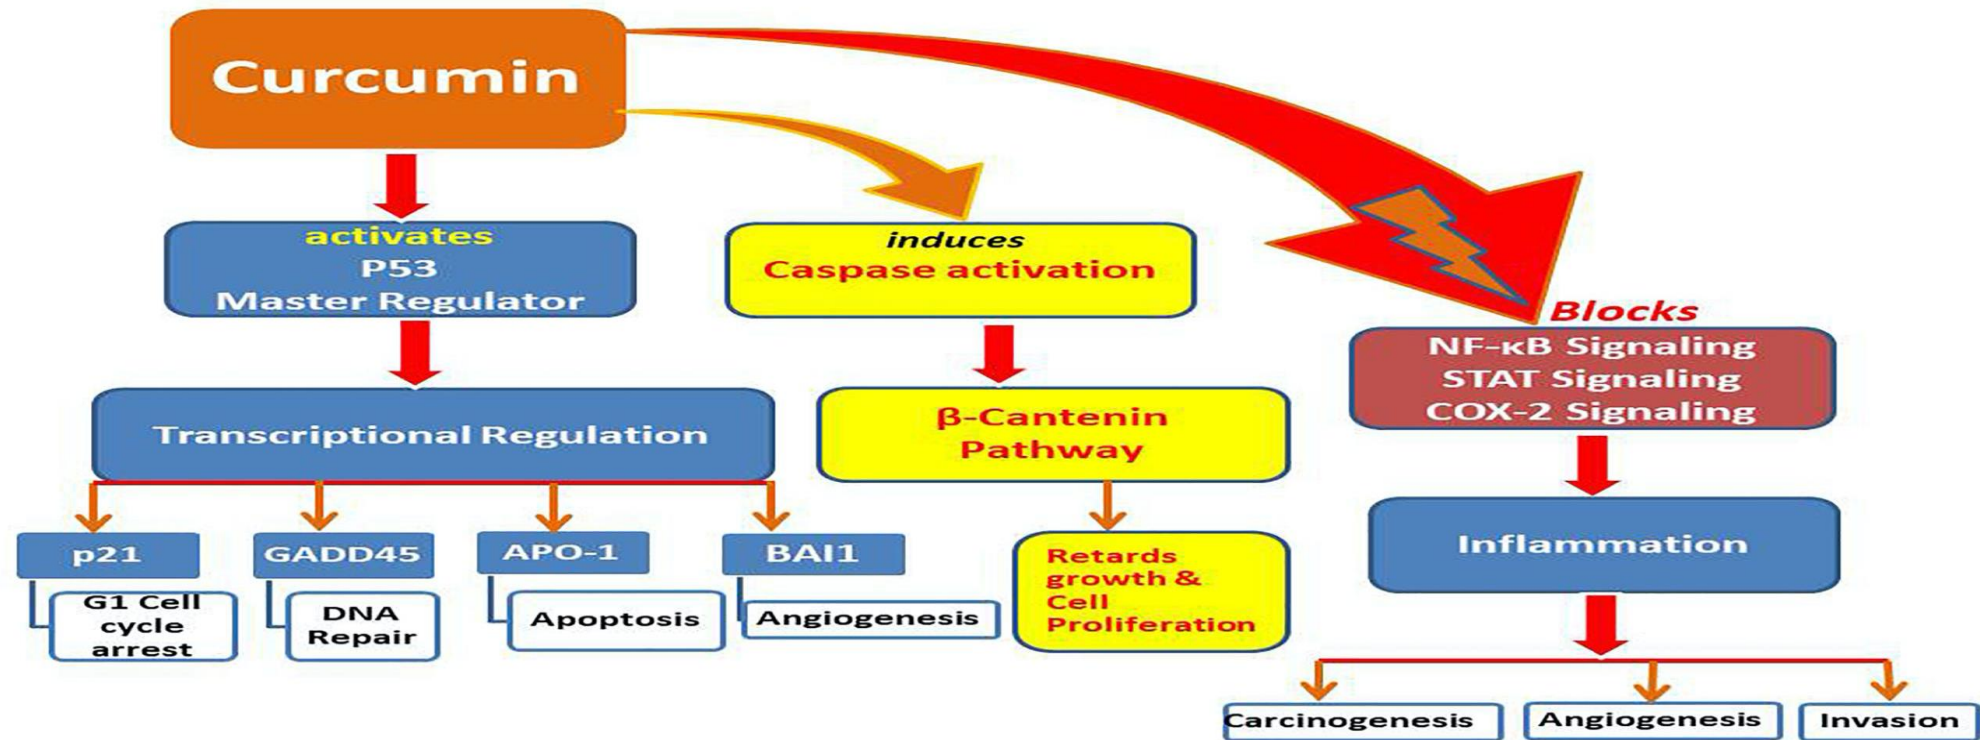 Curcumin
activates
P53
Master Regulator
induces
Caspase activation
Blocks
NF-κB Signaling
STAT Signaling
COX-2 Signaling
Transcriptional Regulation
β-Cantenin
Pathway
Inflammation
p21
GADD45
APO-1
BAI1
G1 Cell
cycle
arrest
DNA
Repair
Apoptosis
Angiogenesis
Retards
growth &
Cell
Proliferation
Carcinogenesis
Angiogenesis
Invasion